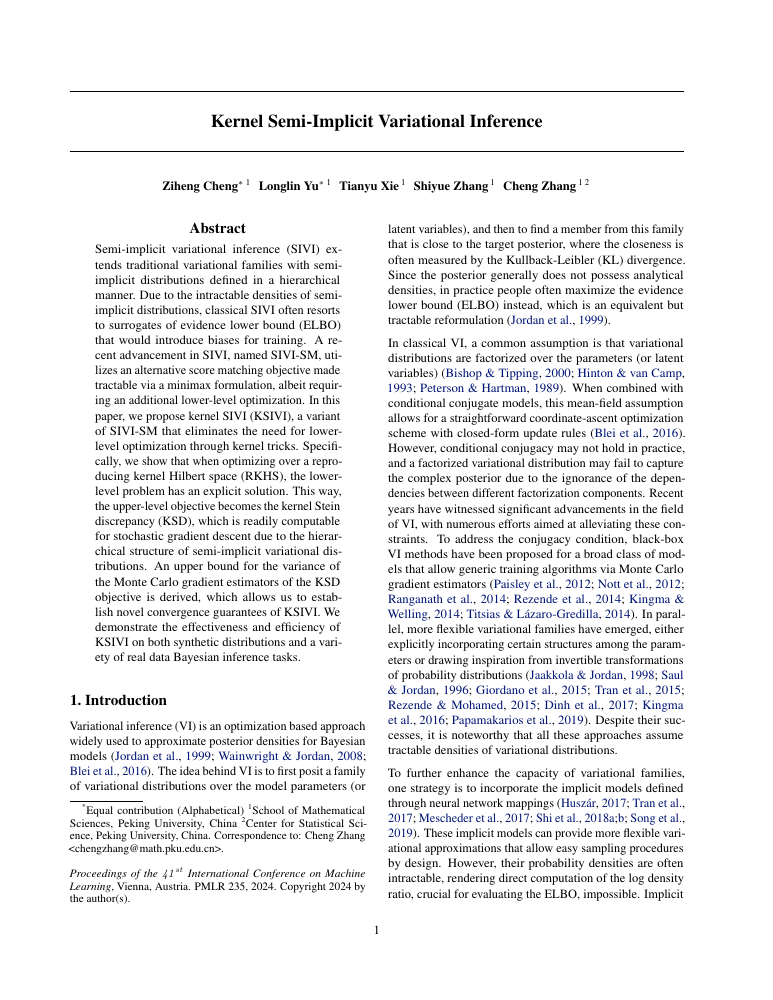 Kernel Semi-Implicit Variational Inference
Ziheng Cheng* 1 Longlin Yu* 1 Tianyu Xie 1 Shiyue Zhang 1 Cheng Zhang 1 2
Abstract
Semi-implicit variational inference (SIVI) ex-
tends traditional variational families with semi-
implicit distributions defined in a hierarchical
manner. Due to the intractable densities of semi-
implicit distributions, classical SIVI often resorts
to surrogates of evidence lower bound (ELBO)
that would introduce biases for training. A re-
cent advancement in SIVI, named SIVI-SM, uti-
lizes an alternative score matching objective made
tractable via a minimax formulation, albeit requir-
ing an additional lower-level optimization. In this
paper, we propose kernel SIVI (KSIVI), a variant
of SIVI-SM that eliminates the need for lower-
level optimization through kernel tricks. Specifi-
cally, we show that when optimizing over a repro-
ducing kernel Hilbert space (RKHS), the lower-
level problem has an explicit solution. This way,
the upper-level objective becomes the kernel Stein
discrepancy (KSD), which is readily computable
for stochastic gradient descent due to the hierar-
chical structure of semi-implicit variational dis-
tributions. An upper bound for the variance of
the Monte Carlo gradient estimators of the KSD
objective is derived, which allows us to estab-
lish novel convergence guarantees of KSIVI. We
demonstrate the effectiveness and efficiency of
KSIVI on both synthetic distributions and a vari-
ety of real data Bayesian inference tasks.
1. Introduction
Variational inference (VI) is an optimization based approach
widely used to approximate posterior densities for Bayesian
models (Jordan et al., 1999; Wainwright & Jordan, 2008;
Blei et al., 2016). The idea behind VI is to first posit a family
of variational distributions over the model parameters (or
*Equal contribution (Alphabetical) 1School of Mathematical
Sciences, Peking University, China 2Center for Statistical Sci-
ence, Peking University, China. Correspondence to: Cheng Zhang
<chengzhang@math.pku.edu.cn>.
Proceedings of the 41st International Conference on Machine
Learning, Vienna, Austria. PMLR 235, 2024. Copyright 2024 by
the author(s).
latent variables), and then to find a member from this family
that is close to the target posterior, where the closeness is
often measured by the Kullback-Leibler (KL) divergence.
Since the posterior generally does not possess analytical
densities, in practice people often maximize the evidence
lower bound (ELBO) instead, which is an equivalent but
tractable reformulation (Jordan et al., 1999).
In classical VI, a common assumption is that variational
distributions are factorized over the parameters (or latent
variables) (Bishop & Tipping, 2000; Hinton & van Camp,
1993; Peterson & Hartman, 1989). When combined with
conditional conjugate models, this mean-field assumption
allows for a straightforward coordinate-ascent optimization
scheme with closed-form update rules (Blei et al., 2016).
However, conditional conjugacy may not hold in practice,
and a factorized variational distribution may fail to capture
the complex posterior due to the ignorance of the depen-
dencies between different factorization components. Recent
years have witnessed significant advancements in the field
of VI, with numerous efforts aimed at alleviating these con-
straints. To address the conjugacy condition, black-box
VI methods have been proposed for a broad class of mod-
els that allow generic training algorithms via Monte Carlo
gradient estimators (Paisley et al., 2012; Nott et al., 2012;
Ranganath et al., 2014; Rezende et al., 2014; Kingma &
Welling, 2014; Titsias & Lázaro-Gredilla, 2014). In paral-
lel, more flexible variational families have emerged, either
explicitly incorporating certain structures among the param-
eters or drawing inspiration from invertible transformations
of probability distributions (Jaakkola & Jordan, 1998; Saul
& Jordan, 1996; Giordano et al., 2015; Tran et al., 2015;
Rezende & Mohamed, 2015; Dinh et al., 2017; Kingma
et al., 2016; Papamakarios et al., 2019). Despite their suc-
cesses, it is noteworthy that all these approaches assume
tractable densities of variational distributions.
To further enhance the capacity of variational families,
one strategy is to incorporate the implicit models defined
through neural network mappings (Huszár, 2017; Tran et al.,
2017; Mescheder et al., 2017; Shi et al., 2018a;b; Song et al.,
2019). These implicit models can provide more flexible vari-
ational approximations that allow easy sampling procedures
by design. However, their probability densities are often
intractable, rendering direct computation of the log density
ratio, crucial for evaluating the ELBO, impossible. Implicit
1